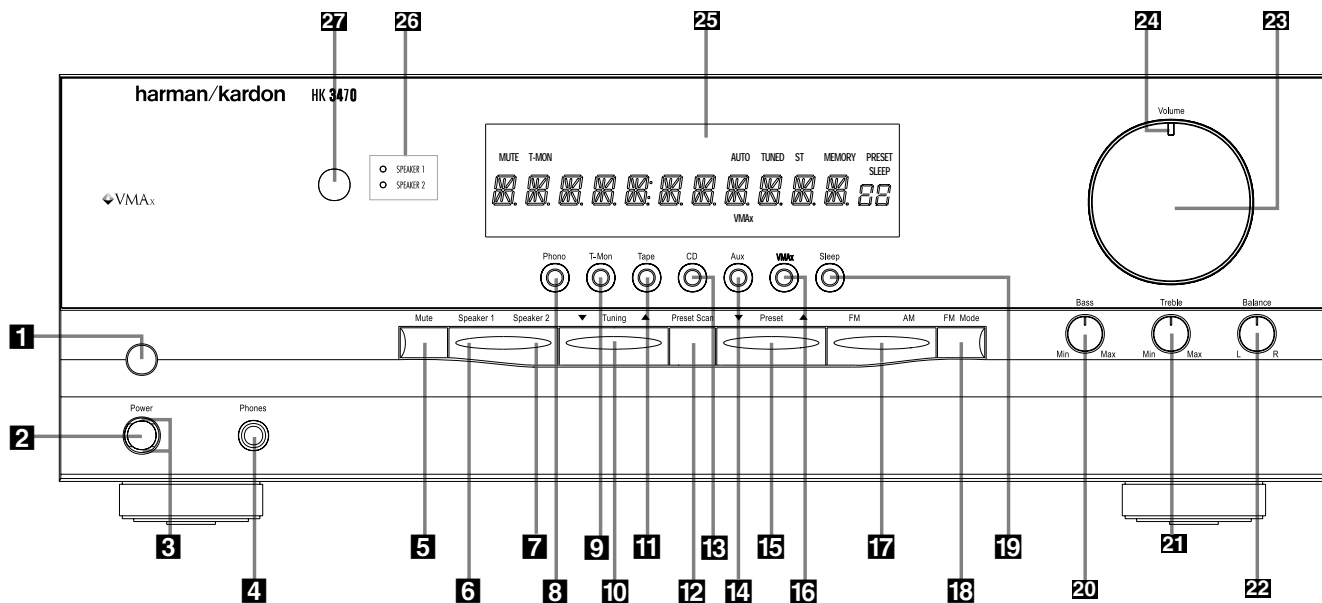 27 26 25 24 23
Volume
harman/kardon HK 3470
MUTE T-MON AUTO TUNED ST MEMORY PRESET
SLEEP
SPEAKER 1
SPEAKER 2
VMAx
VMAx
Phono T-Mon Tape CD Aux VMAx Sleep
Bass Treble Balance
Mute Speaker 1 Speaker 2 ▼ Tuning ▲ Preset Scan ▼ Preset ▲ FM AM FM Mode
1
Min Max Min Max L R
Power Phones
2
3 4 5 6 7 8 9 10 11 12 13 14 15 16 17 18 19 20 21 22